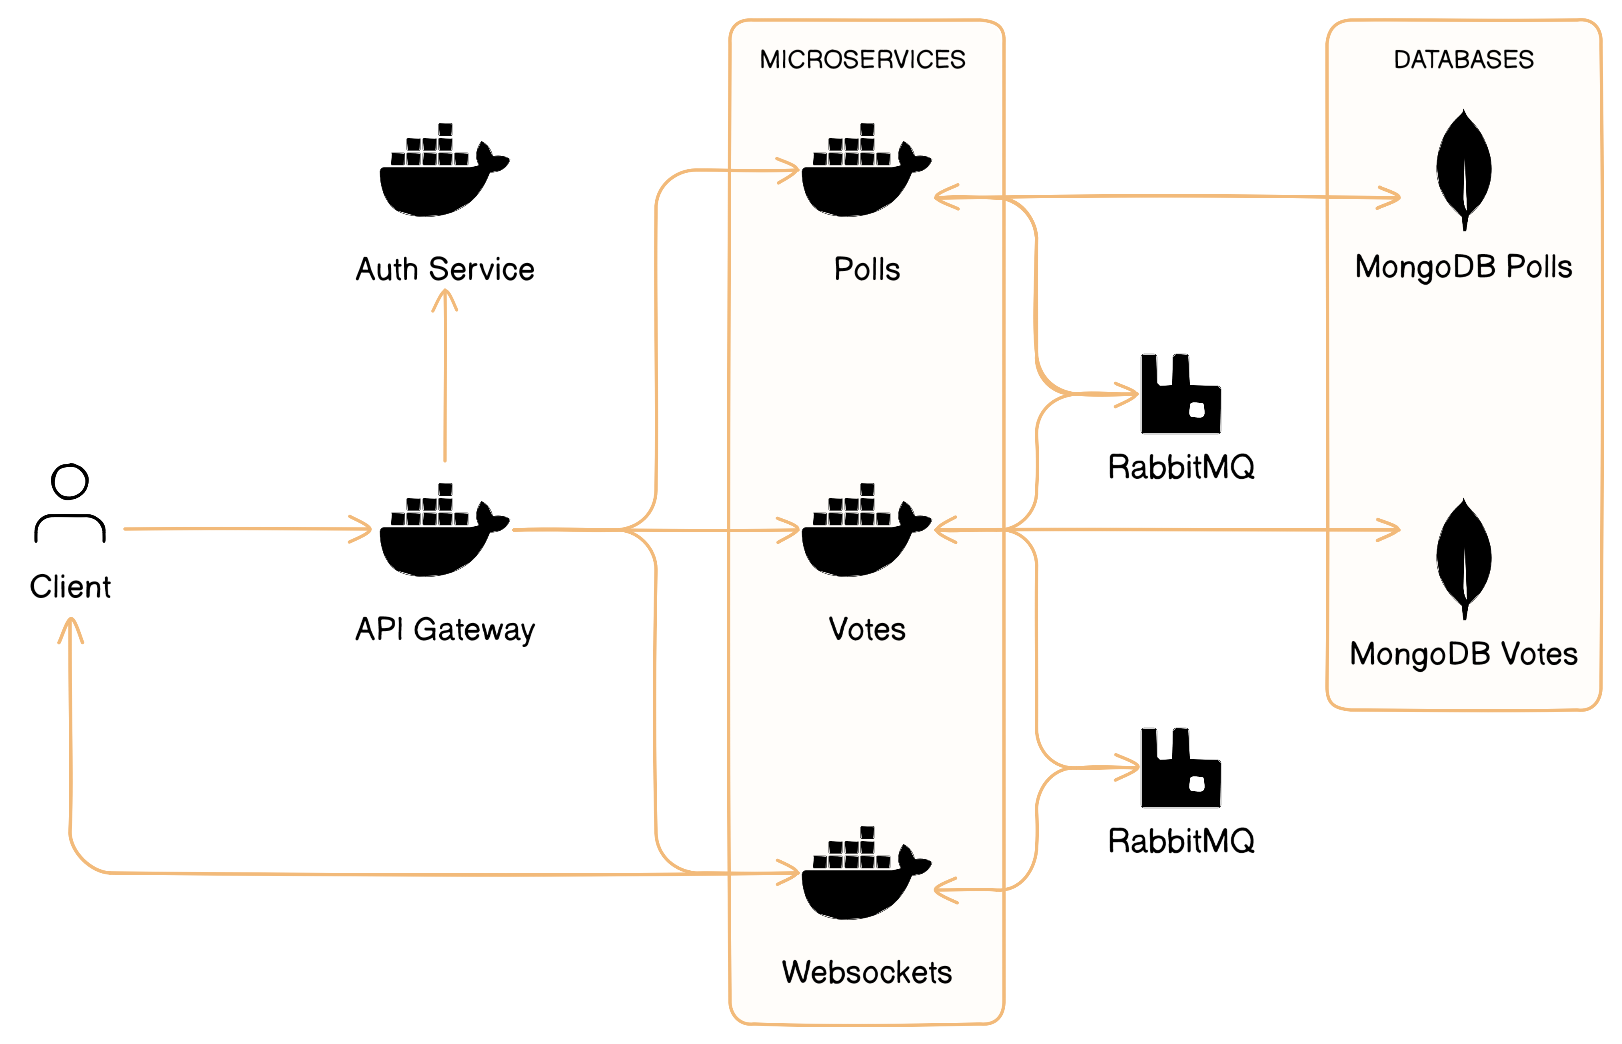 MICROSERVICES
DATABASES
Auth Service
Polls
MongoDB Polls
RabbitMQ
Client
API Gateway
Votes
MongoDB Votes
RabbitMQ
Websockets